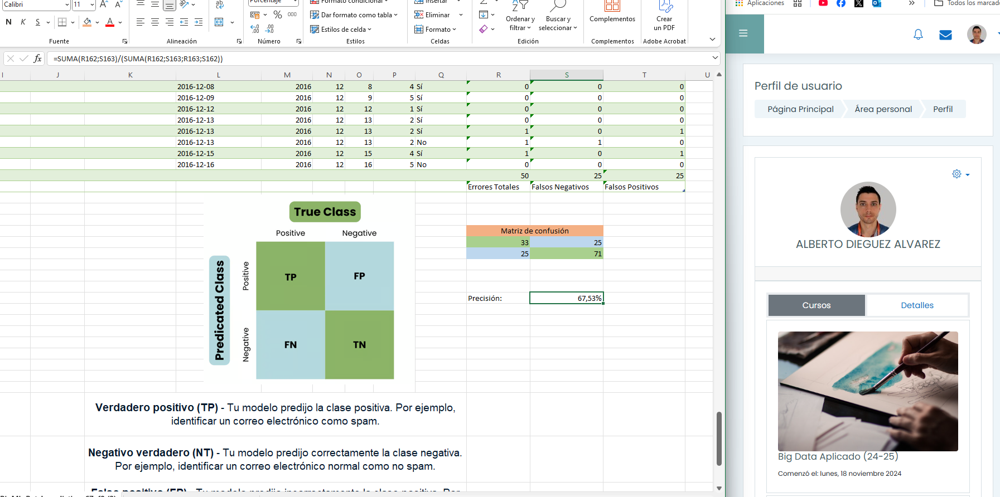 Calibri 11 Porcentaje Formato condicional Insertar Aplicaciones Todos los marcado
N K S 000 Dar formato como tabla Eliminar Ordenar y filtrar Buscar y seleccionar Complementos Crear un PDF
Estilos de celda Formato
Fuente Alineación Número Estilos Celdas Edición Complementos Adobe Acrobat
fx =SUMA(R162;S163)/(SUMA(R162;S163;R163;S162))
I J K L M N O P Q R S T U
2016-12-08 2016 12 8 4 Sí 0 0 0
2016-12-09 2016 12 9 5 Sí 0 0 0
2016-12-12 2016 12 12 1 Sí 0 0 0
2016-12-13 2016 12 13 2 Sí 0 0 0
2016-12-13 2016 12 13 2 Sí 1 0 1
2016-12-13 2016 12 13 2 No 1 1 0
2016-12-15 2016 12 15 4 Sí 1 0 1
2016-12-16 2016 12 16 5 No 0 0 0
50 25 25
Errores Totales Falsos Negativos Falsos Positivos
True Class
Positive Negative
Predicated Class
Positive
Negative
TP FP
FN TN
Matriz de confusión
33 25
25 71
Precisión: 67,53%
Verdadero positivo (TP) - Tu modelo predijo la clase positiva. Por ejemplo,
identificar un correo electrónico como spam.
Negativo verdadero (NT) - Tu modelo predijo correctamente la clase negativa.
Por ejemplo, identificar un correo electrónico normal como no spam.
Perfil de usuario
Página Principal Área personal Perfil
ALBERTO DIEGUEZ ALVAREZ
Cursos Detalles
Big Data Aplicado (24-25)
Comenzó el: lunes, 18 noviembre 2024